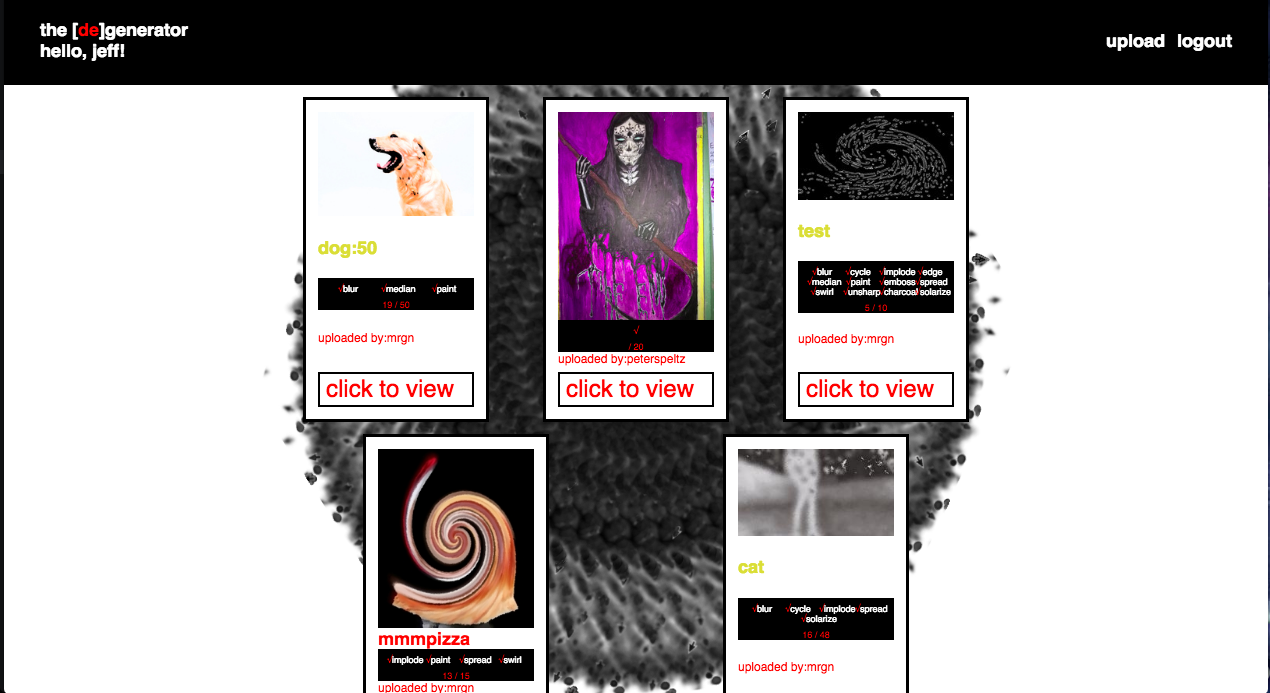 the [de]generator
hello, jeff!
upload logout
dog:50
√blur √median √paint
19 / 50
uploaded by:mrgn
click to view
√
/ 20
uploaded by:peterspeltz
click to view
test
√blur √cycle √implode √edge
√median √paint √emboss √spread
√swirl √unsharp √charcoal √solarize
5 / 10
uploaded by:mrgn
click to view
mmmpizza
√implode √paint √spread √swirl
13 / 15
uploaded by:mrgn
cat
√blur √cycle √implode √spread
√solarize
16 / 48
uploaded by:mrgn